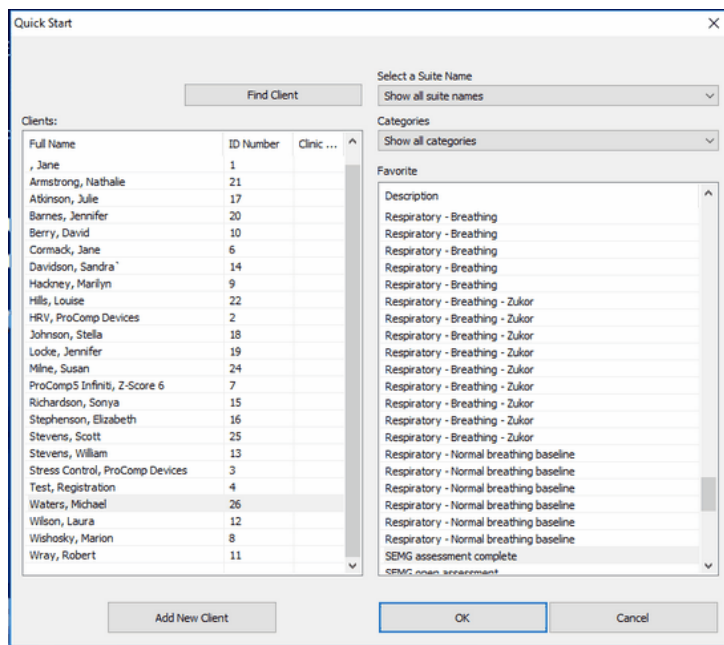 Quick Start
Find Client
Clients:
Full Name ID Number Clinic ...
, Jane 1
Armstrong, Nathalie 21
Atkinson, Julie 17
Barnes, Jennifer 20
Berry, David 10
Cormack, Jane 6
Davidson, Sandra` 14
Hackney, Marilyn 9
Hills, Louise 22
HRV, ProComp Devices 2
Johnson, Stella 18
Locke, Jennifer 19
Milne, Susan 24
ProComp5 Infiniti, Z-Score 6 7
Richardson, Sonya 15
Stephenson, Elizabeth 16
Stevens, Scott 25
Stevens, William 13
Stress Control, ProComp Devices 3
Test, Registration 4
Waters, Michael 26
Wilson, Laura 12
Wishosky, Marion 8
Wray, Robert 11
Add New Client
Select a Suite Name
Show all suite names
Categories
Show all categories
Favorite
Description
Respiratory - Breathing
Respiratory - Breathing
Respiratory - Breathing
Respiratory - Breathing
Respiratory - Breathing
Respiratory - Breathing - Zukor
Respiratory - Breathing - Zukor
Respiratory - Breathing - Zukor
Respiratory - Breathing - Zukor
Respiratory - Breathing - Zukor
Respiratory - Breathing - Zukor
Respiratory - Breathing - Zukor
Respiratory - Breathing - Zukor
Respiratory - Breathing - Zukor
Respiratory - Normal breathing baseline
Respiratory - Normal breathing baseline
Respiratory - Normal breathing baseline
Respiratory - Normal breathing baseline
Respiratory - Normal breathing baseline
Respiratory - Normal breathing baseline
SEMG assessment complete
SEMG open assessment
OK
Cancel